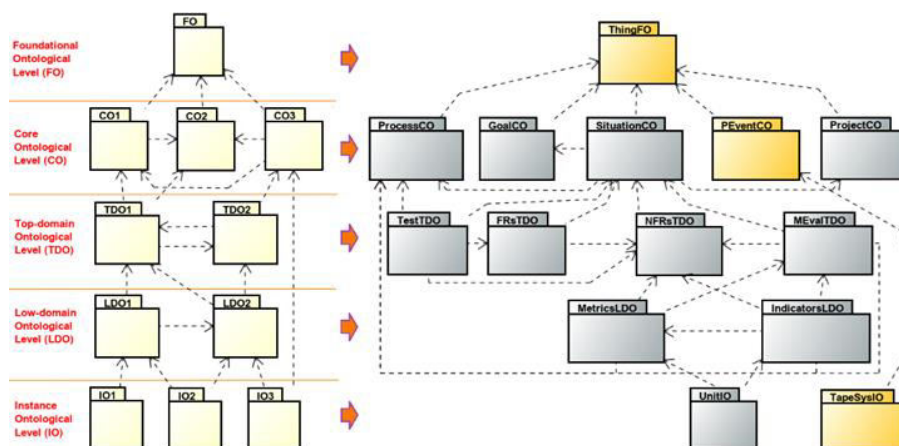 FO
ThingFO
Foundational
Ontological
Level (FO)
CO1
CO2
CO3
ProcessCO
GoalCO
SituationCO
PEventCO
ProjectCO
Core
Ontological
Level (CO)
TDO1
TDO2
TestTDO
FRsTDO
NFRsTDO
MEvalTDO
Top-domain
Ontological
Level (TDO)
LDO1
LDO2
MetricsLDO
IndicatorsLDO
Low-domain
Ontological
Level (LDO)
IO1
IO2
IO3
UnitIO
TapeSysIO
Instance
Ontological
Level (IO)